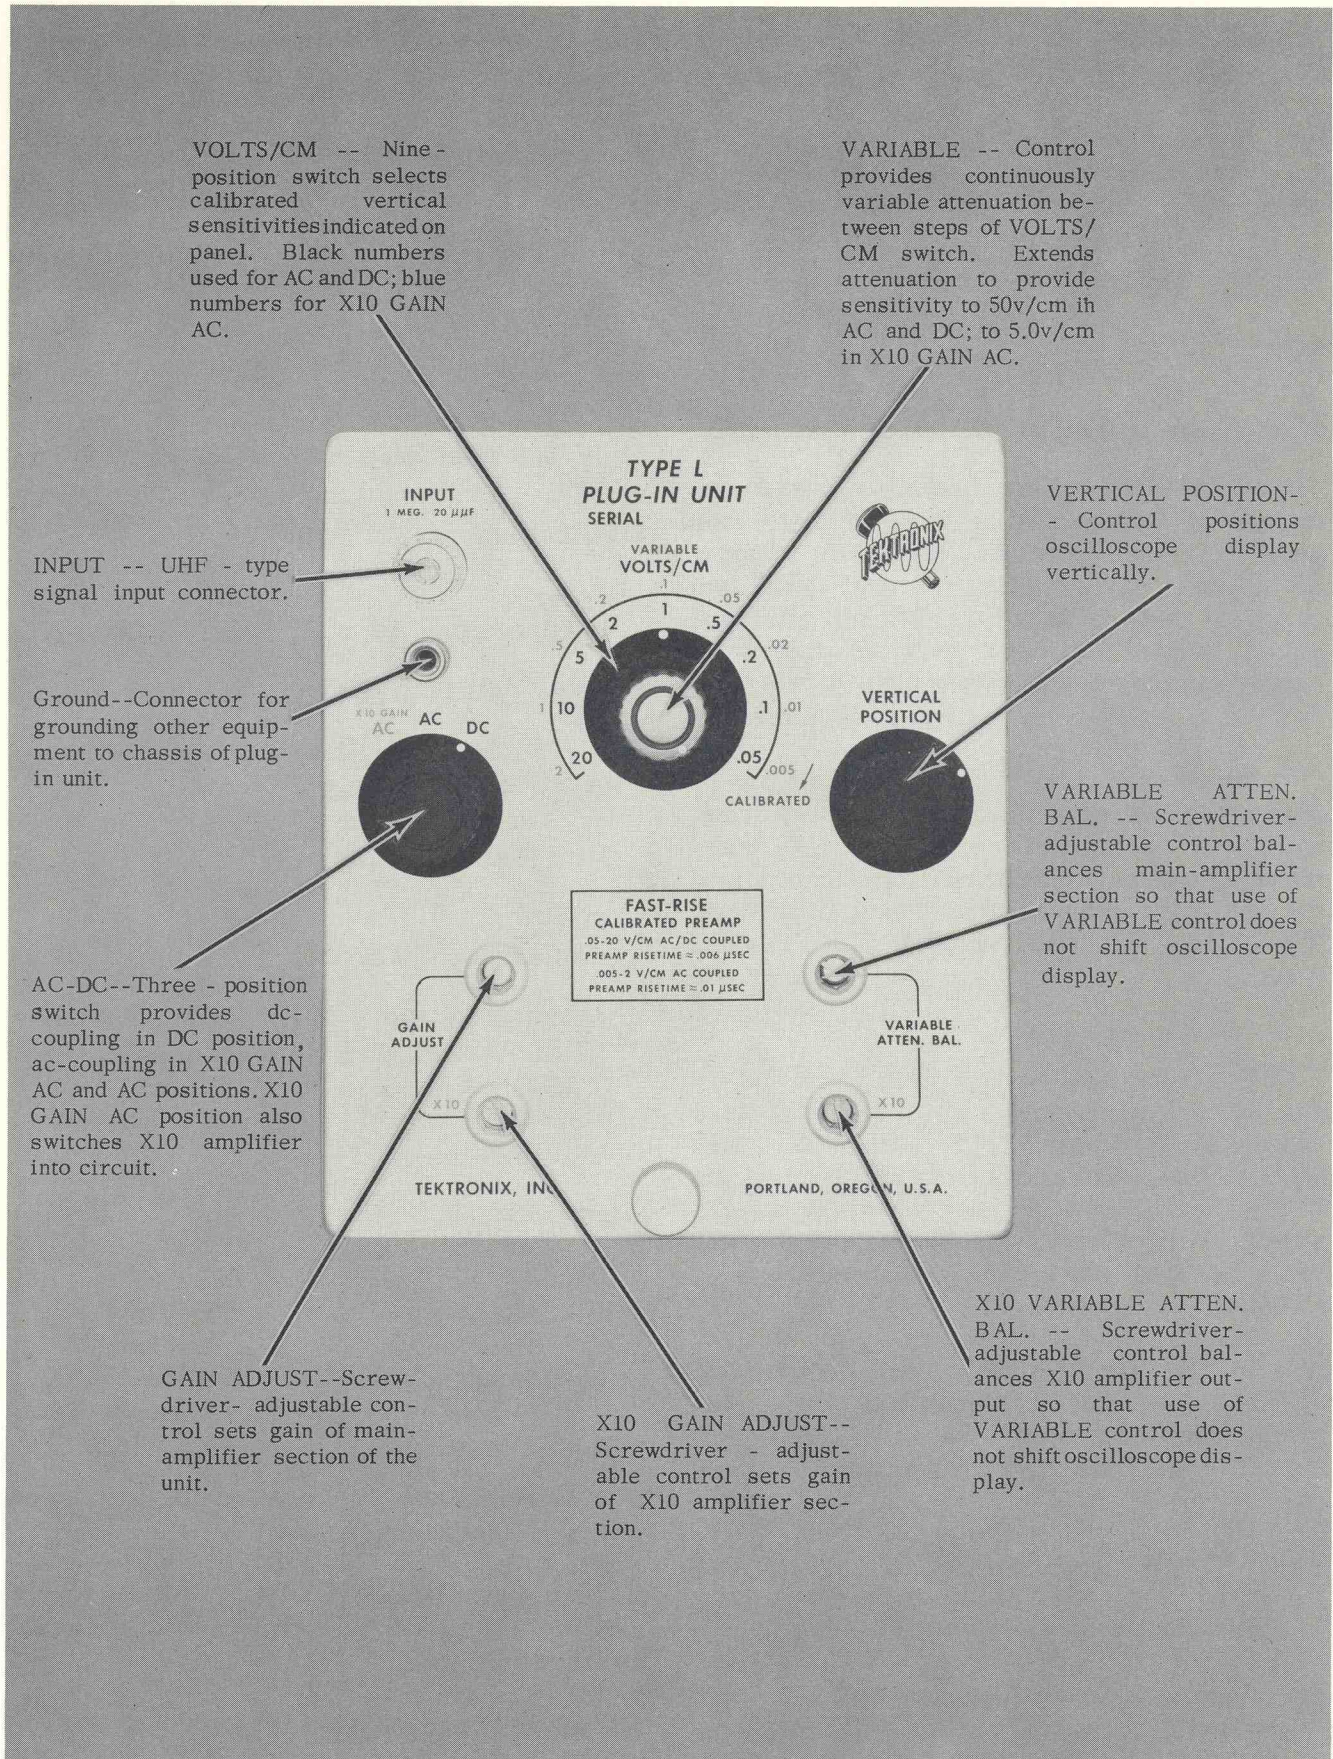 VOLTS/CM -- Nine-
position switch selects
calibrated vertical
sensitivities indicated on
panel. Black numbers
used for AC and DC; blue
numbers for X10 GAIN
AC.
VARIABLE -- Control
provides continuously
variable attenuation be-
tween steps of VOLTS/
CM switch. Extends
attenuation to provide
sensitivity to 50v/cm ih
AC and DC; to 5.0v/cm
in X10 GAIN AC.
INPUT -- UHF - type
signal input connector.
Ground--Connector for
grounding other equip-
ment to chassis of plug-
in unit.
AC-DC--Three - position
switch provides dc-
coupling in DC position,
ac-coupling in X10 GAIN
AC and AC positions. X10
GAIN AC position also
switches X10 amplifier
into circuit.
TYPE L
PLUG-IN UNIT
SERIAL
INPUT
1 MEG. 20 μμF
VARIABLE
VOLTS/CM
TEKTRONIX
.1
.2
.05
.5
.02
1
.01
2
.005
1
2
.5
5
.2
10
.1
20
.05
CALIBRATED
X10 GAIN
AC
AC
DC
VERTICAL
POSITION
FAST-RISE
CALIBRATED PREAMP
.05-20 V/CM AC/DC COUPLED
PREAMP RISETIME ≈ .006 μSEC
.005-2 V/CM AC COUPLED
PREAMP RISETIME ≈ .01 μSEC
GAIN
ADJUST
X10
VARIABLE
ATTEN. BAL.
X10
TEKTRONIX, INC
PORTLAND, OREGON, U.S.A.
VERTICAL POSITION-
- Control positions
oscilloscope display
vertically.
VARIABLE ATTEN.
BAL. -- Screwdriver-
adjustable control bal-
ances main-amplifier
section so that use of
VARIABLE control does
not shift oscilloscope
display.
GAIN ADJUST--Screw-
driver- adjustable con-
trol sets gain of main-
amplifier section of the
unit.
X10 GAIN ADJUST--
Screwdriver - adjust-
able control sets gain
of X10 amplifier sec-
tion.
X10 VARIABLE ATTEN.
BAL. -- Screwdriver-
adjustable control bal-
ances X10 amplifier out-
put so that use of
VARIABLE control does
not shift oscilloscope dis-
play.